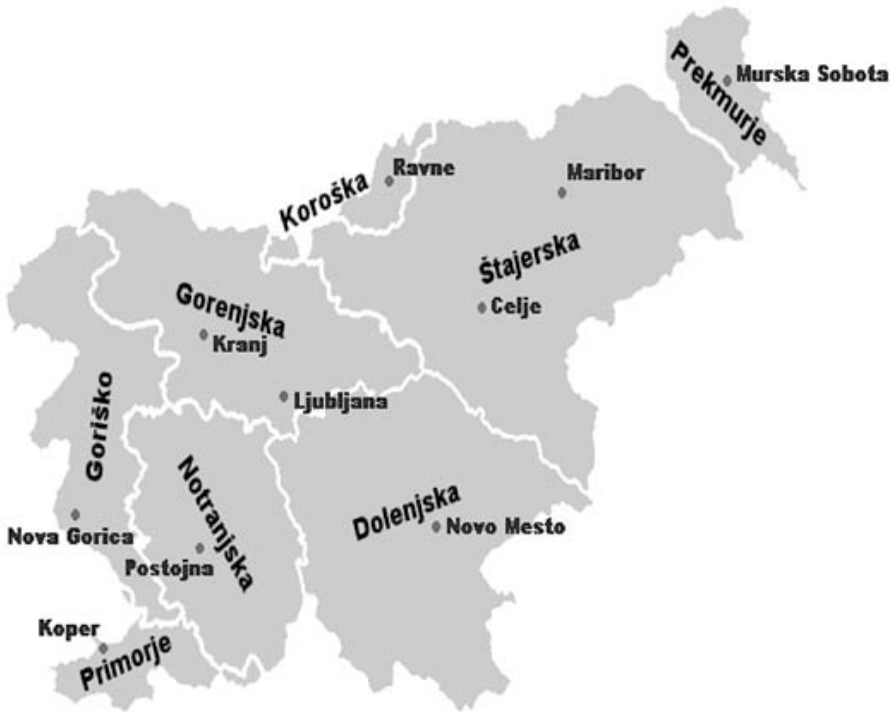 Prekmurje
Murska Sobota
Ravne
Maribor
Koroška
Štajerska
Gorenjska
Celje
Kranj
Ljubljana
Goriško
Notranjska
Dolenjska
Novo Mesto
Nova Gorica
Postojna
Koper
Primorje